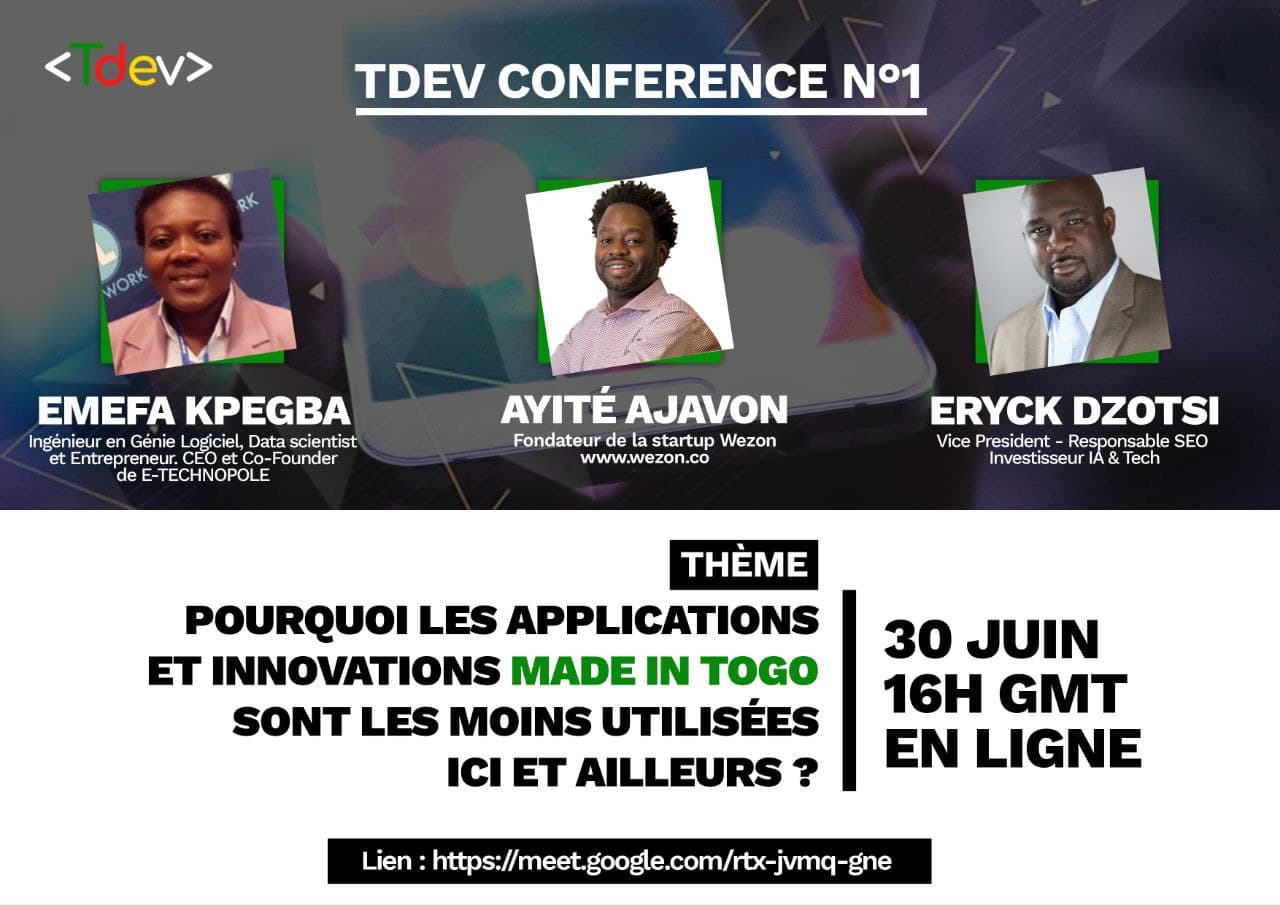 <Tdev>
TDEV CONFERENCE N°1
WORK
RK
EMEFA KPEGBA
Ingénieur en Génie Logiciel, Data scientist
et Entrepreneur. CEO et Co-Founder
de E-TECHNOPOLE
AYITÉ AJAVON
Fondateur de la startup Wezon
www.wezon.co
ERYCK DZOTSI
Vice President - Responsable SEO
Investisseur IA & Tech
THÈME
POURQUOI LES APPLICATIONS
ET INNOVATIONS MADE IN TOGO
SONT LES MOINS UTILISÉES
ICI ET AILLEURS ?
30 JUIN
16H GMT
EN LIGNE
Lien : https://meet.google.com/rtx-jvmq-gne